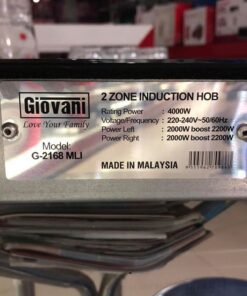 Giovani
Love Your Family
Model:
G-2168 MLI
2 ZONE INDUCTION HOB
Rating Power : 4000W
Voltage/Frequency : 220-240V~50/60Hz
Power Left : 2000W boost 2200W
Power Right : 2000W boost 2200W
MADE IN MALAYSIA